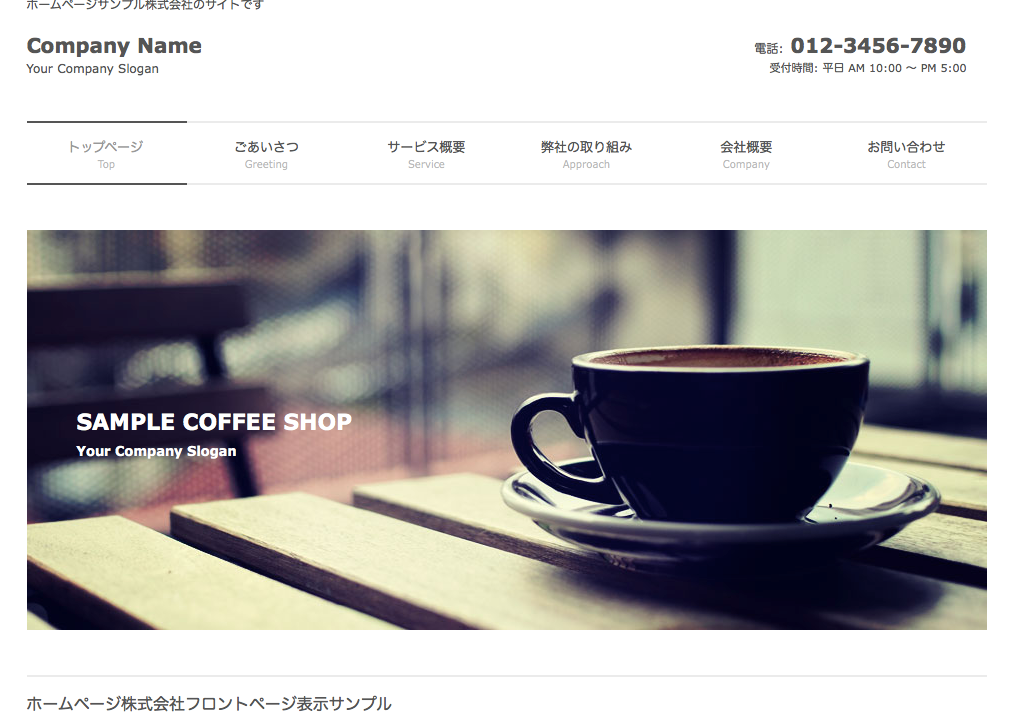 ホームページサンプル株式会社のサイトです
Company Name
Your Company Slogan
電話: 012-3456-7890
受付時間: 平日 AM 10:00 〜 PM 5:00
トップページ
Top
ごあいさつ
Greeting
サービス概要
Service
弊社の取り組み
Approach
会社概要
Company
お問い合わせ
Contact
SAMPLE COFFEE SHOP
Your Company Slogan
ホームページ株式会社フロントページ表示サンプル